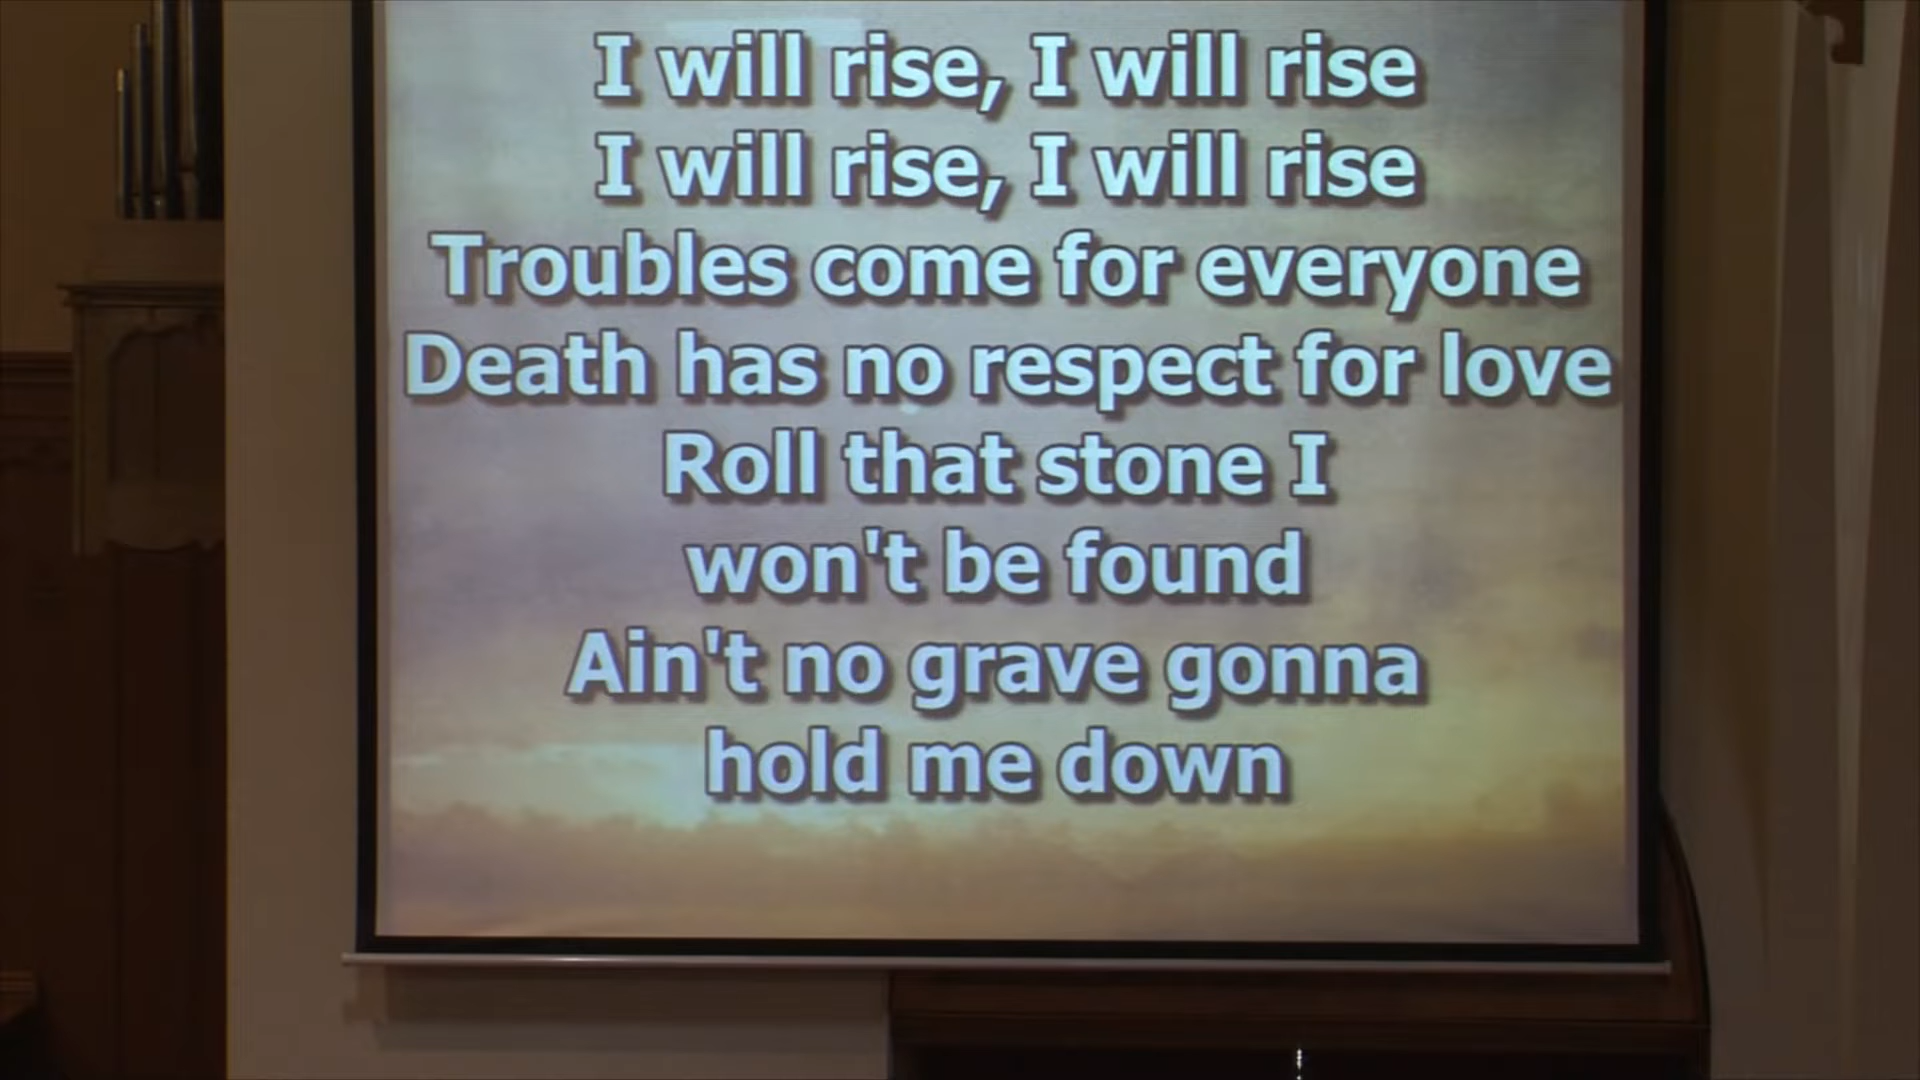 I will rise, I will rise
I will rise, I will rise
Troubles come for everyone
Death has no respect for love
Roll that stone I
won't be found
Ain't no grave gonna
hold me down